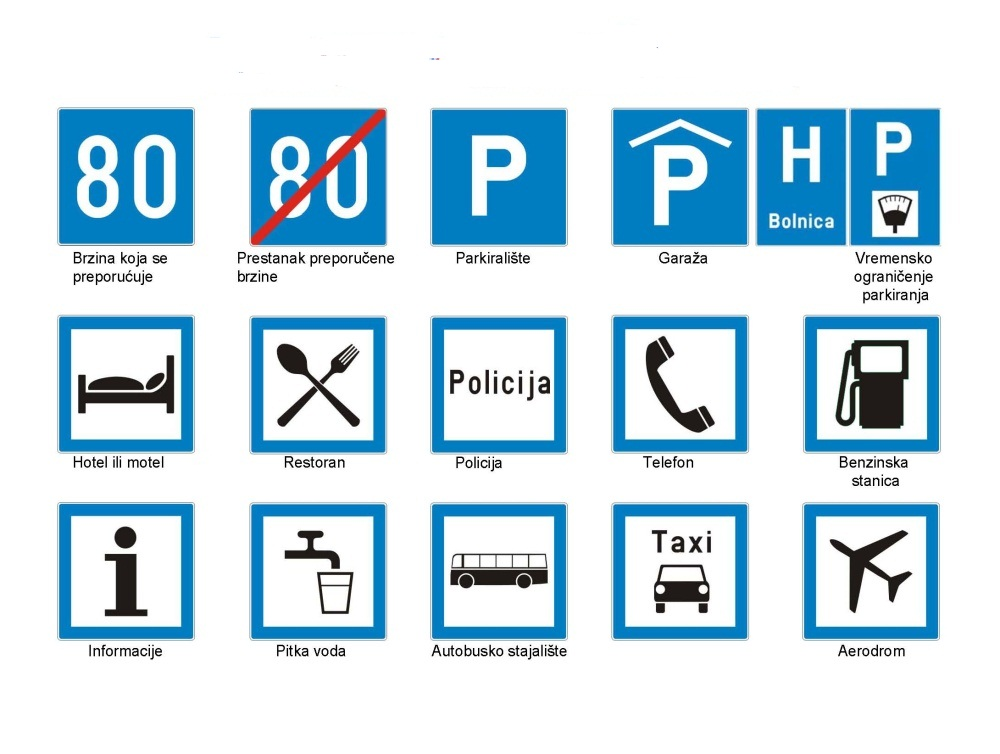 80
80
P
P
H
Bolnica
P
Brzina koja se
preporućuje
Prestanak preporučene
brzine
Parkiralište
Garaža
Vremensko
ograničenje
parkiranja
Policija
Hotel ili motel
Restoran
Policija
Telefon
Benzinska
stanica
i
Taxi
Informacije
Pitka voda
Autobusko stajalište
Aerodrom